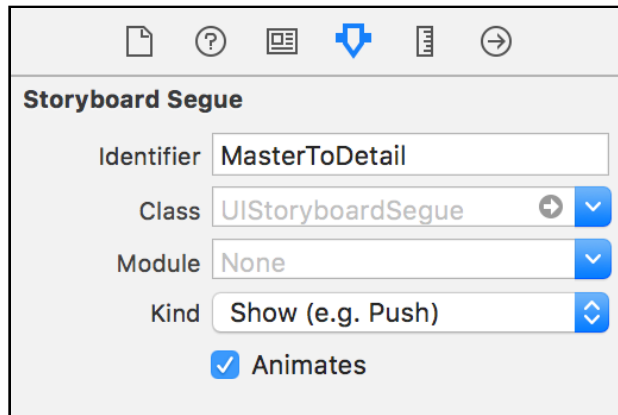 Storyboard Segue
Identifier MasterToDetail
Class UIStoryboardSegue
Module None
Kind Show (e.g. Push)
Animates